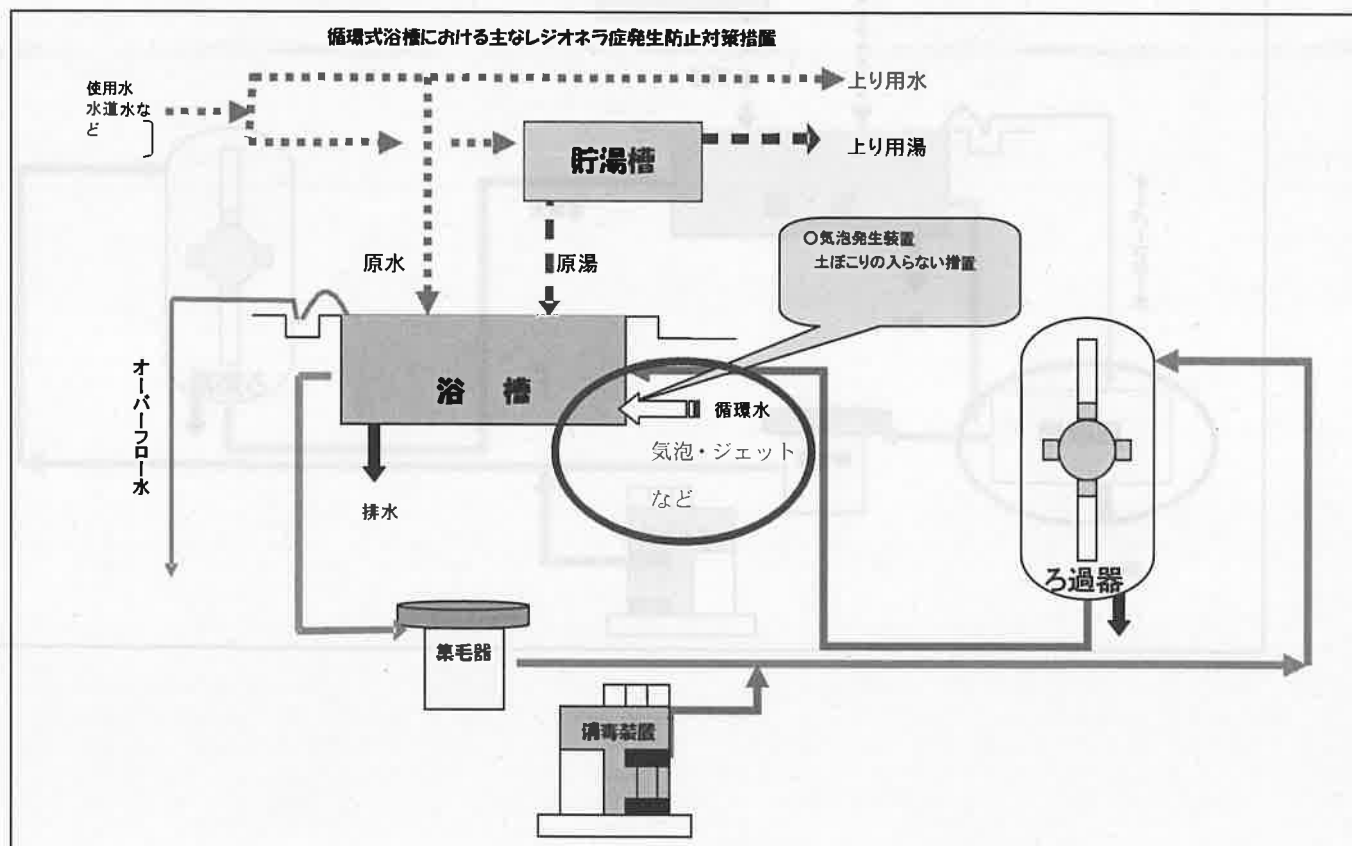 循環式浴槽における主なレジオネラ症発生防止対策措置
使用水
水道水な
ど
上り用水
貯湯槽
上り用湯
○気泡発生装置
土ぼこりの入らない措置
原水
原湯
オーバーフロー水
浴 槽
循環水
気泡・ジェット
など
排水
ろ過器
集毛器
消毒装置